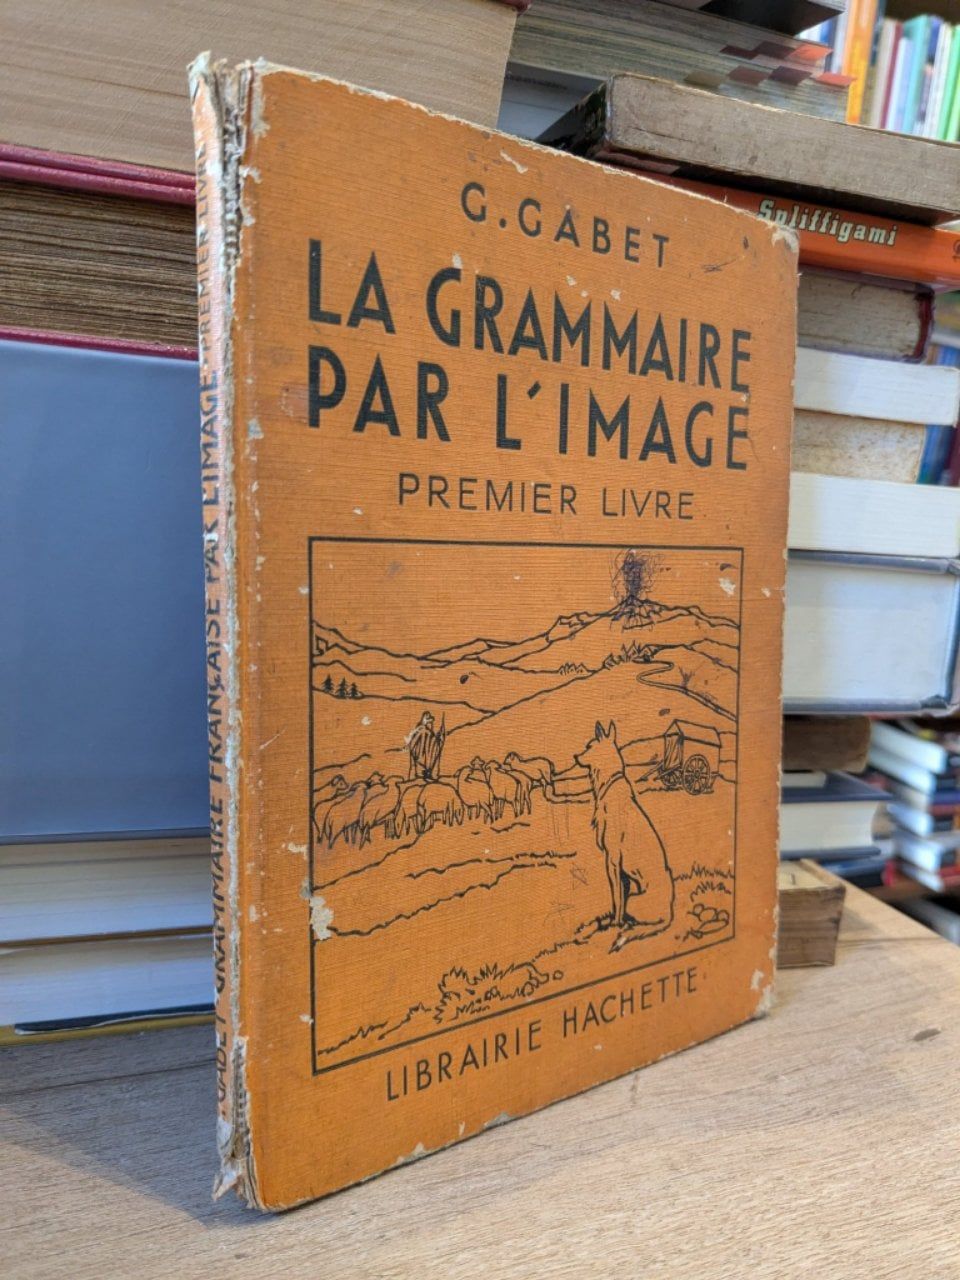 G. GABET
LA GRAMMAIRE
PAR L'IMAGE
PREMIER LIVRE
LIBRAIRIE HACHETTE
GABET - GRAMMAIRE FRANÇAISE PAR L'IMAGE - PREMIER LIVRE
Spliffigami